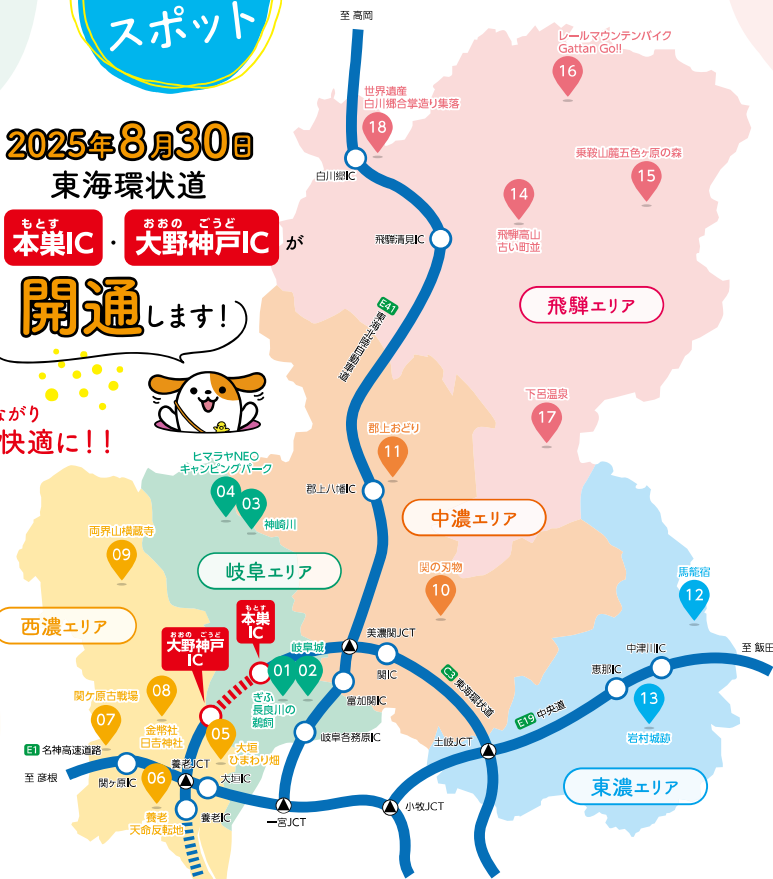 スポット
2025年8月30日
東海環状道
もとす
本巣IC
・
おおの ごうど
大野神戸IC
が
開通します!
ながり
快適に!!
至 高岡
レールマウンテンバイク
Gattan Go!!
16
世界遺産
白川郷合掌造り集落
18
白川郷IC
乗鞍山麓五色ヶ原の森
15
14
飛騨高山
古い町並
飛騨清見IC
飛騨エリア
E41
東海北陸自動車道
下呂温泉
17
郡上おどり
11
郡上八幡IC
中濃エリア
ヒマラヤNEO
キャンピングパーク
04
03
神崎川
両界山横蔵寺
09
岐阜エリア
関の刃物
10
馬籠宿
12
西濃エリア
もとす
本巣
IC
おおの ごうど
大野神戸
IC
岐阜城
01
02
ぎふ
長良川の
鵜飼
美濃関JCT
関IC
富加関IC
岐阜各務原IC
C3
東海環状道
中津川IC
至 飯田
恵那IC
13
岩村城跡
E19
中央道
土岐JCT
東濃エリア
関ケ原古戦場
07
08
金幣社
日吉神社
05
大垣
ひまわり畑
E1
名神高速道路
至 彦根
関ヶ原IC
養老JCT
大垣IC
06
養老
天命反転地
養老IC
一宮JCT
小牧JCT